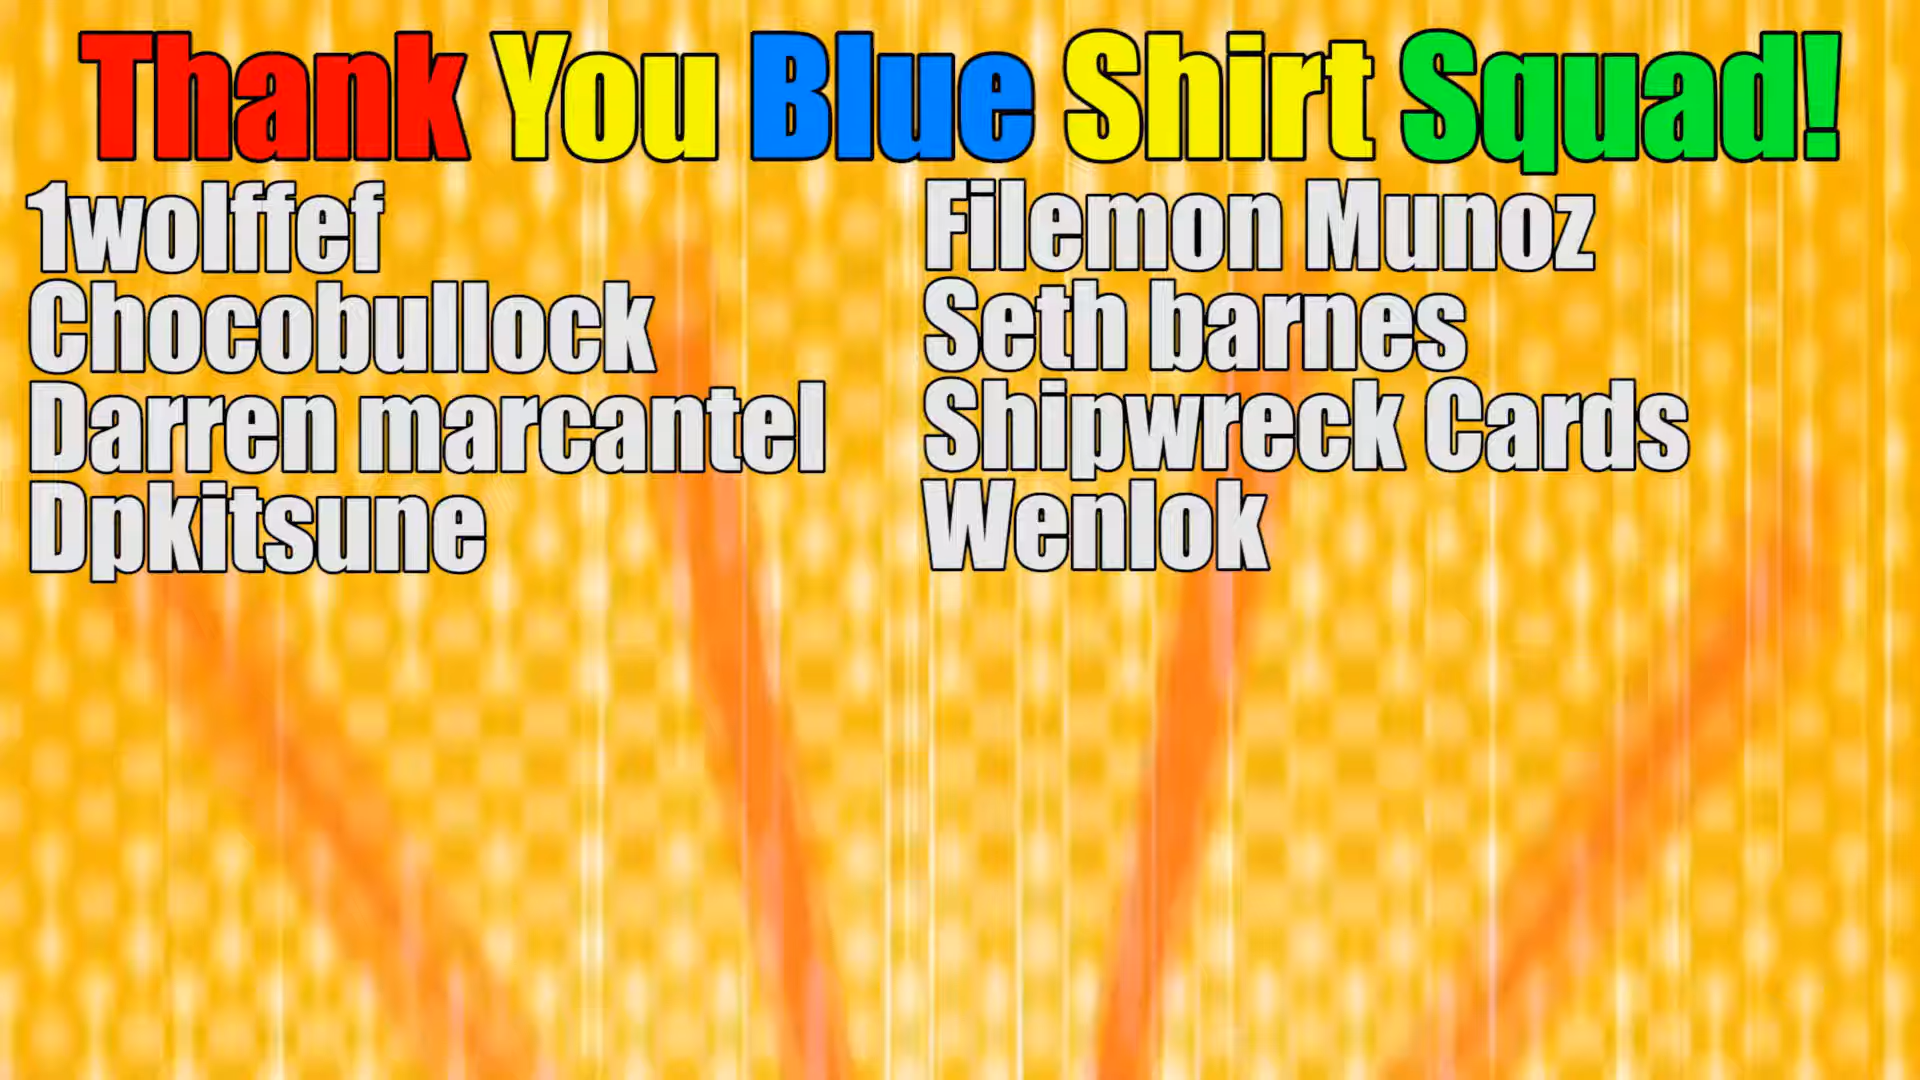 Thank You Blue Shirt Squad!
1wolffef
Chocobullock
Darren marcantel
Dpkitsune
Filemon Munoz
Seth barnes
Shipwreck Cards
Wenlok